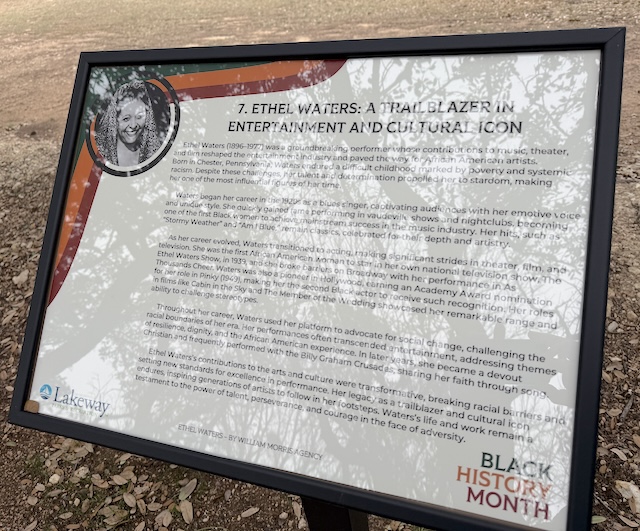 7. ETHEL WATERS: A TRAILBLAZER IN
ENTERTAINMENT AND CULTURAL ICON
Ethel Waters (1896-1977) was a groundbreaking performer whose contributions to music, theater,
and film reshaped the entertainment industry and paved the way for African American artists.
Born in Chester, Pennsylvania, Waters endured a difficult childhood marked by poverty and systemic
racism. Despite these challenges, her talent and determination propelled her to stardom, making
her one of the most influential figures of her time.
Waters began her career in the 1920s as a blues singer, captivating audiences with her emotive voice
and unique style. She quickly gained fame performing in vaudeville shows and nightclubs, becoming
one of the first Black women to achieve mainstream success in the music industry. Her hits, such as
"Stormy Weather" and "Am I Blue," remain classics, celebrated for their depth and artistry.
As her career evolved, Waters transitioned to acting, making significant strides in theater, film, and
television. She was the first African American woman to star in her own national television show, The
Ethel Waters Show, in 1939, and she broke barriers on Broadway with her performance in As
Thousands Cheer. Waters was also a pioneer in Hollywood, earning an Academy Award nomination
for her role in Pinky (1949), making her the second Black actor to receive such recognition. Her roles
in films like Cabin in the Sky and The Member of the Wedding showcased her remarkable range and
ability to challenge stereotypes.
Throughout her career, Waters used her platform to advocate for social change, challenging the
racial boundaries of her era. Her performances often transcended entertainment, addressing themes
of resilience, dignity, and the African American experience. In later years, she became a devout
Christian and frequently performed with the Billy Graham Crusades, sharing her faith through song.
Ethel Waters's contributions to the arts and culture were transformative, breaking racial barriers and
setting new standards for excellence in performance. Her legacy as a trailblazer and cultural icon
endures, inspiring generations of artists to follow in her footsteps. Waters's life and work remain a
testament to the power of talent, perseverance, and courage in the face of adversity.
Lakeway
ETHEL WATERS - BY WILLIAM MORRIS AGENCY
BLACK
HISTORY
MONTH